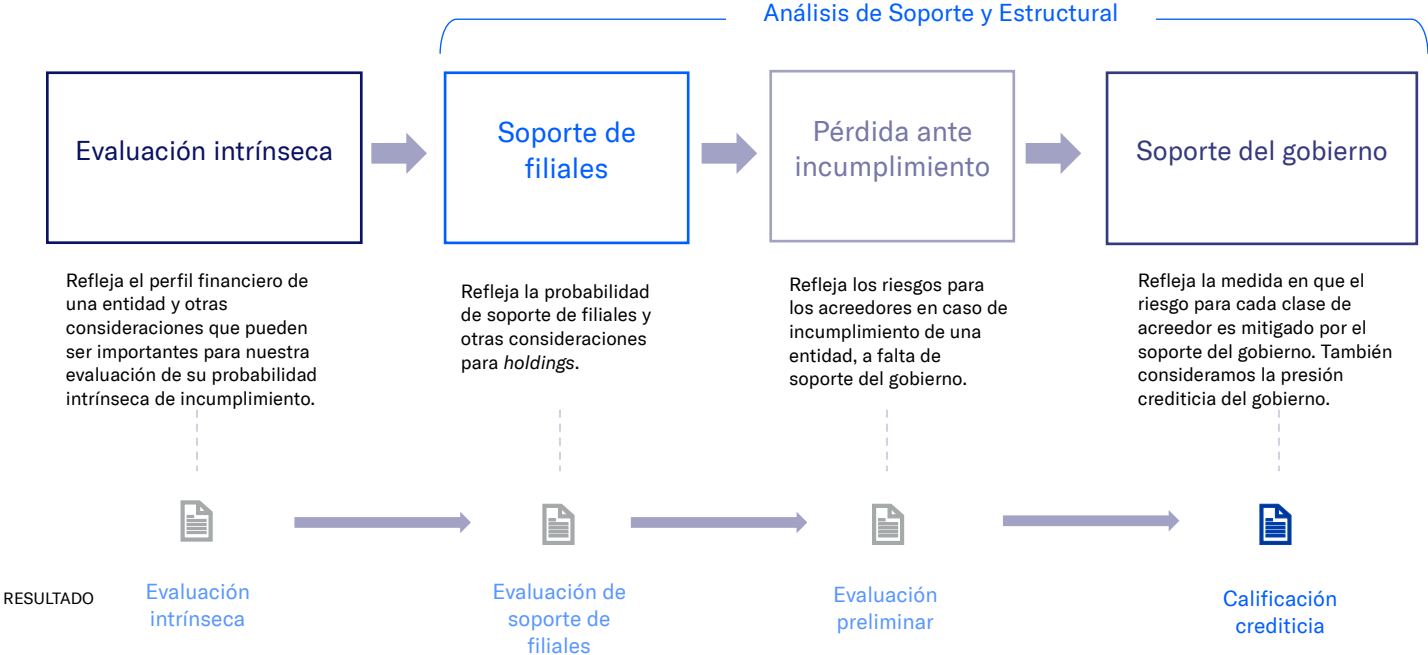 Análisis de Soporte y Estructural
Evaluación intrínseca
Soporte de
filiales
Pérdida ante
incumplimiento
Soporte del gobierno
Refleja el perfil financiero de
una entidad y otras
consideraciones que pueden
ser importantes para nuestra
evaluación de su probabilidad
intrínseca de incumplimiento.
Refleja la probabilidad
de soporte de filiales y
otras consideraciones
para holdings.
Refleja los riesgos para
los acreedores en caso de
incumplimiento de una
entidad, a falta de
soporte del gobierno.
Refleja la medida en que el
riesgo para cada clase de
acreedor es mitigado por el
soporte del gobierno. También
consideramos la presión
crediticia del gobierno.
RESULTADO
Evaluación
intrínseca
Evaluación de
soporte de
filiales
Evaluación
preliminar
Calificación
crediticia